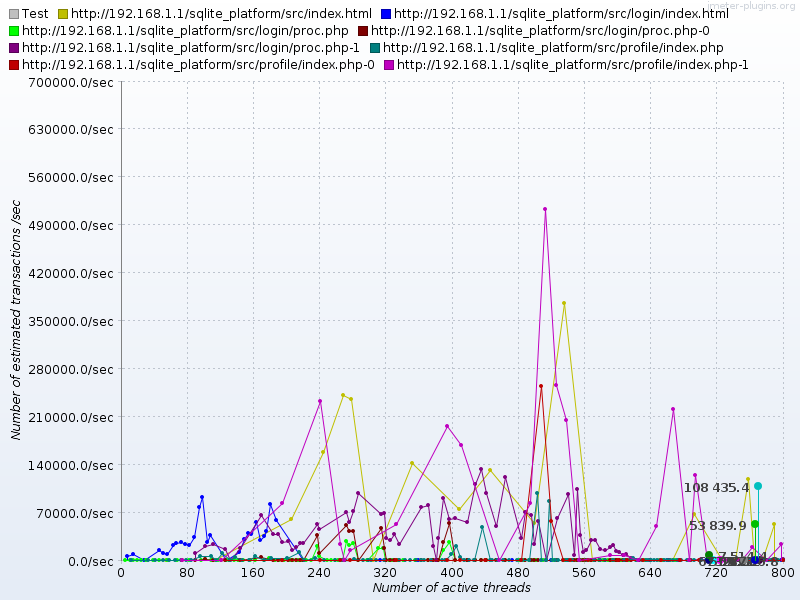 jmeter-plugins.org
Test http://192.168.1.1/sqlite_platform/src/index.html http://192.168.1.1/sqlite_platform/src/login/index.html
http://192.168.1.1/sqlite_platform/src/login/proc.php http://192.168.1.1/sqlite_platform/src/login/proc.php-0
http://192.168.1.1/sqlite_platform/src/login/proc.php-1 http://192.168.1.1/sqlite_platform/src/profile/index.php
http://192.168.1.1/sqlite_platform/src/profile/index.php-0 http://192.168.1.1/sqlite_platform/src/profile/index.php-1
Number of estimated transactions /sec
700000.0/sec
630000.0/sec
560000.0/sec
490000.0/sec
420000.0/sec
350000.0/sec
280000.0/sec
210000.0/sec
140000.0/sec
70000.0/sec
0.0/sec
108 435.4
53 839.9
0 80 160 240 320 400 480 560 640 720 800
Number of active threads